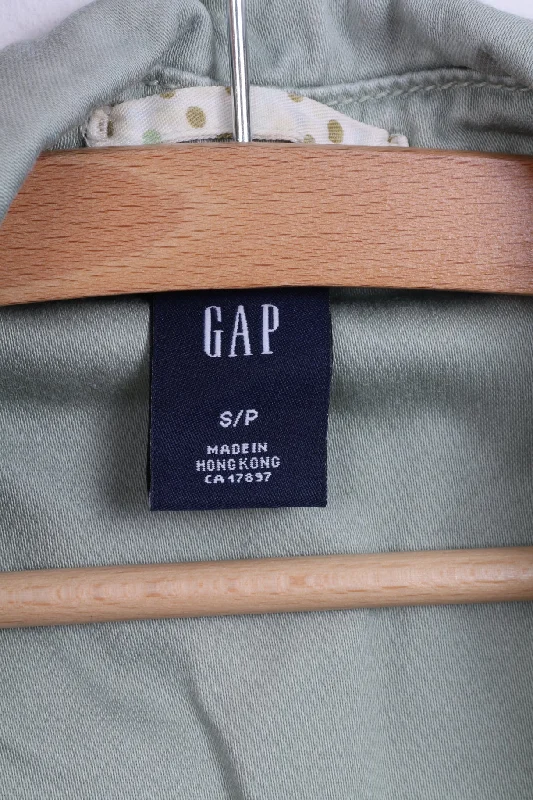 GAP
S/P
MADE IN
HONG KONG
CA 17897